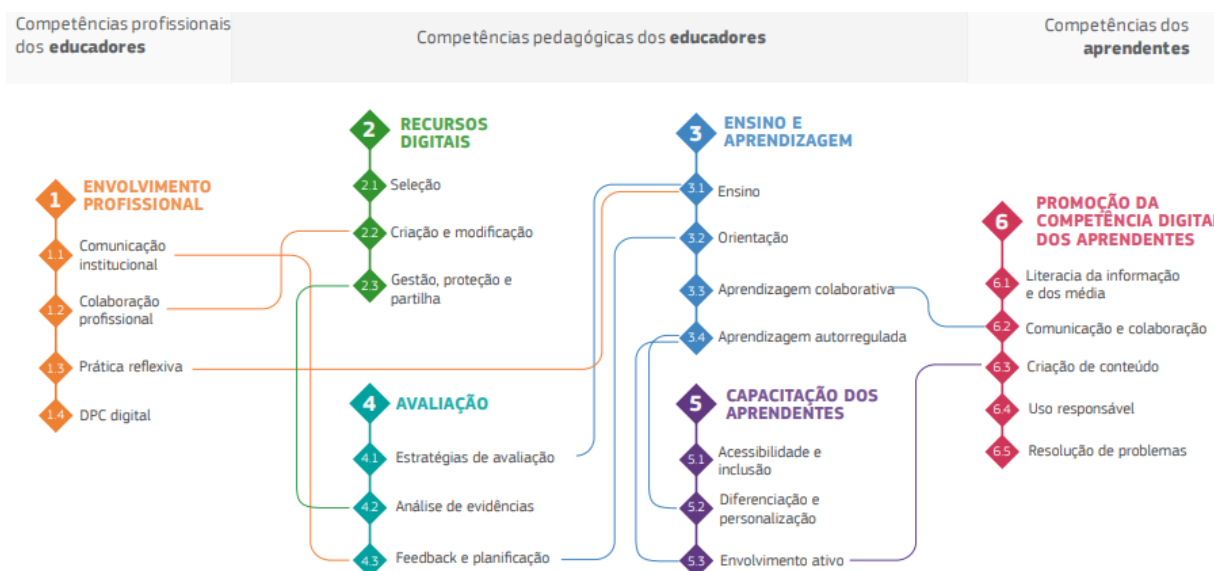 Competências profissionais
dos educadores
Competências pedagógicas dos educadores
Competências dos
aprendentes
1
ENVOLVIMENTO
PROFISSIONAL
1.1
Comunicação
institucional
1.2
Colaboração
profissional
1.3
Prática reflexiva
1.4
DPC digital
2
RECURSOS
DIGITAIS
2.1
Seleção
2.2
Criação e modificação
2.3
Gestão, proteção e
partilha
3
ENSINO E
APRENDIZAGEM
3.1
Ensino
3.2
Orientação
3.3
Aprendizagem colaborativa
3.4
Aprendizagem autorregulada
4
AVALIAÇÃO
4.1
Estratégias de avaliação
4.2
Análise de evidências
4.3
Feedback e planificação
5
CAPACITAÇÃO DOS
APRENDENTES
5.1
Acessibilidade e
inclusão
5.2
Diferenciação e
personalização
5.3
Envolvimento ativo
6
PROMOÇÃO DA
COMPETÊNCIA DIGITAL
DOS APRENDENTES
6.1
Literacia da informação
e dos média
6.2
Comunicação e colaboração
6.3
Criação de conteúdo
6.4
Uso responsável
6.5
Resolução de problemas